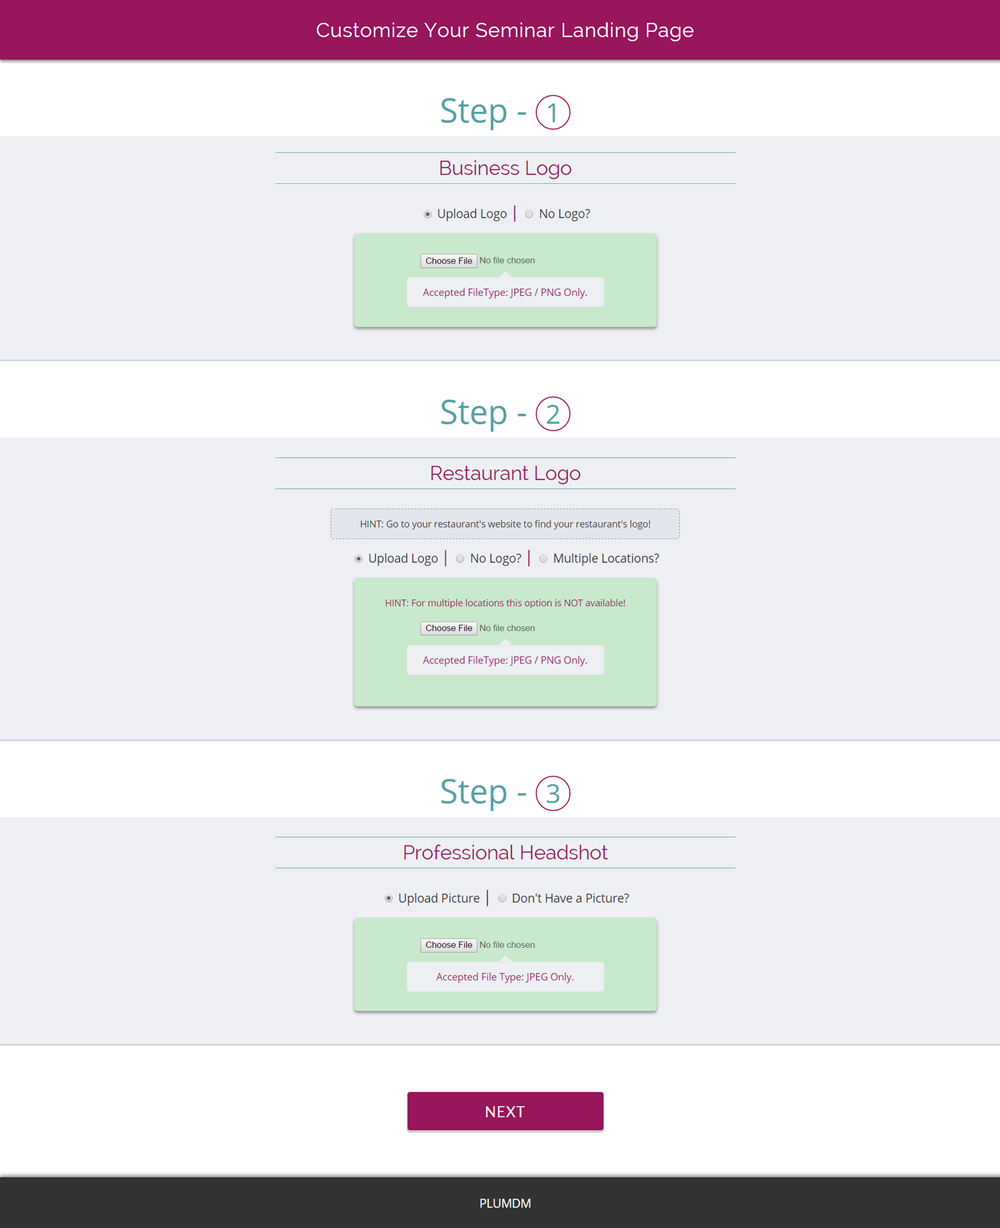 Customize Your Seminar Landing Page
Step - 1
Business Logo
Upload Logo | No Logo?
Choose File No file chosen
Accepted FileType: JPEG / PNG Only.
Step - 2
Restaurant Logo
HINT: Go to your restaurant's website to find your restaurant's logo!
Upload Logo | No Logo? | Multiple Locations?
HINT: For multiple locations this option is NOT available!
Choose File No file chosen
Accepted FileType: JPEG / PNG Only.
Step - 3
Professional Headshot
Upload Picture | Don't Have a Picture?
Choose File No file chosen
Accepted File Type: JPEG Only.
NEXT
PLUMDM